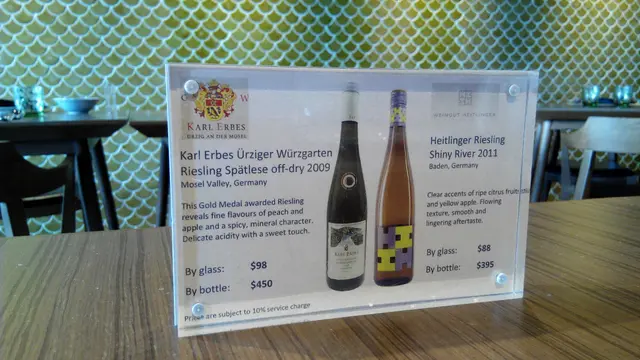 C W
KARL ERBES
ÜRZIG AN DER MOSEL
Karl Erbes Ürziger Würzgarten
Riesling Spätlese off-dry 2009
Mosel Valley, Germany
This Gold Medal awarded Riesling
reveals fine flavours of peach and
apple and a spicy, mineral character.
Delicate acidity with a sweet touch.
By glass: $98
By bottle: $450
Prices are subject to 10% service charge
KARL ERBES
WEINGUT HEITLINGER
Heitlinger Riesling
Shiny River 2011
Baden, Germany
Clear accents of ripe citrus fruits
and yellow apple. Flowing
texture, smooth and
lingering aftertaste.
By glass: $88
By bottle: $395